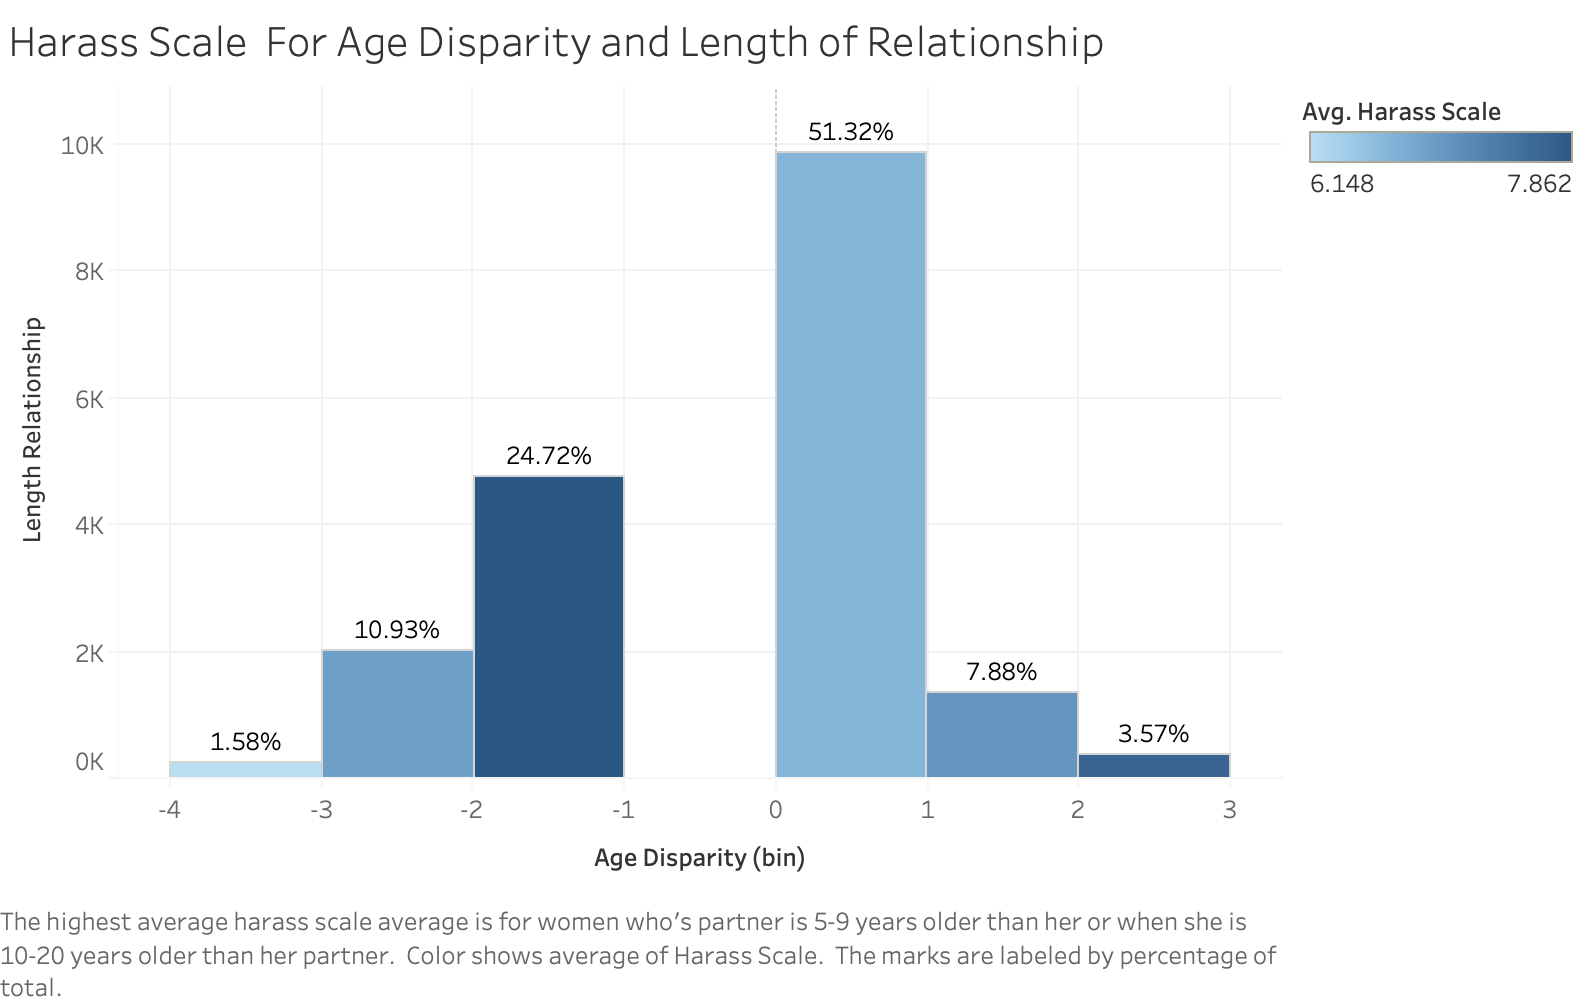 Harass Scale  For Age Disparity and Length of Relationship
Avg. Harass Scale
6.148 7.862
10K
8K
6K
4K
2K
0K
Length Relationship
51.32%
24.72%
10.93%
7.88%
3.57%
1.58%
-4 -3 -2 -1 0 1 2 3
Age Disparity (bin)
The highest average harass scale average is for women who's partner is 5-9 years older than her or when she is
10-20 years older than her partner.  Color shows average of Harass Scale.  The marks are labeled by percentage of
total.